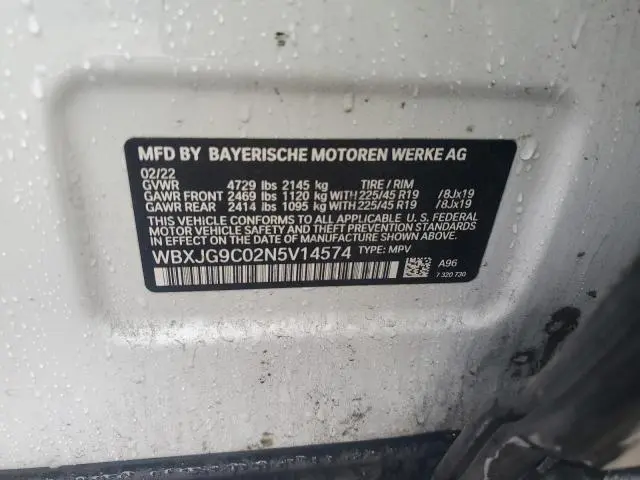 MFD BY BAYERISCHE MOTOREN WERKE AG
02/22
GVWR 4729 lbs 2145 kg TIRE / RIM
GAWR FRONT 2469 lbs 1120 kg WITH 225/45 R19 /8Jx19
GAWR REAR 2414 lbs 1095 kg WITH 225/45 R19 /8Jx19
THIS VEHICLE CONFORMS TO ALL APPLICABLE U. S. FEDERAL
MOTOR VEHICLE SAFETY AND THEFT PREVENTION STANDARDS
IN EFFECT ON THE DATE OF MANUFACTURE SHOWN ABOVE.
WBXJG9C02N5V14574 TYPE: MPV
A96
7 320 730